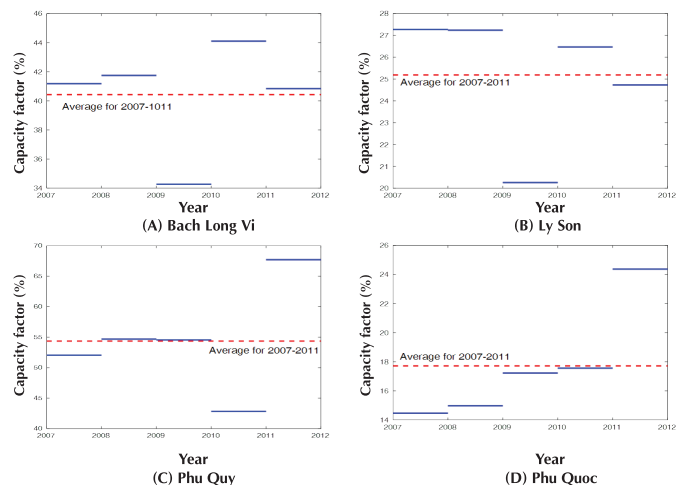 Capacity factor (%)
46
44
42
40
38
36
34
Average for 2007-1011
2007 2008 2009 2010 2011 2012
Year
(A) Bach Long Vi
Capacity factor (%)
28
27
26
25
24
23
22
21
20
Average for 2007-2011
2007 2008 2009 2010 2011 2012
Year
(B) Ly Son
Capacity factor (%)
70
65
60
55
50
45
40
Average for 2007-2011
2007 2008 2009 2010 2011 2012
Year
(C) Phu Quy
Capacity factor (%)
26
24
22
20
18
16
14
Average for 2007-2011
2007 2008 2009 2010 2011 2012
Year
(D) Phu Quoc